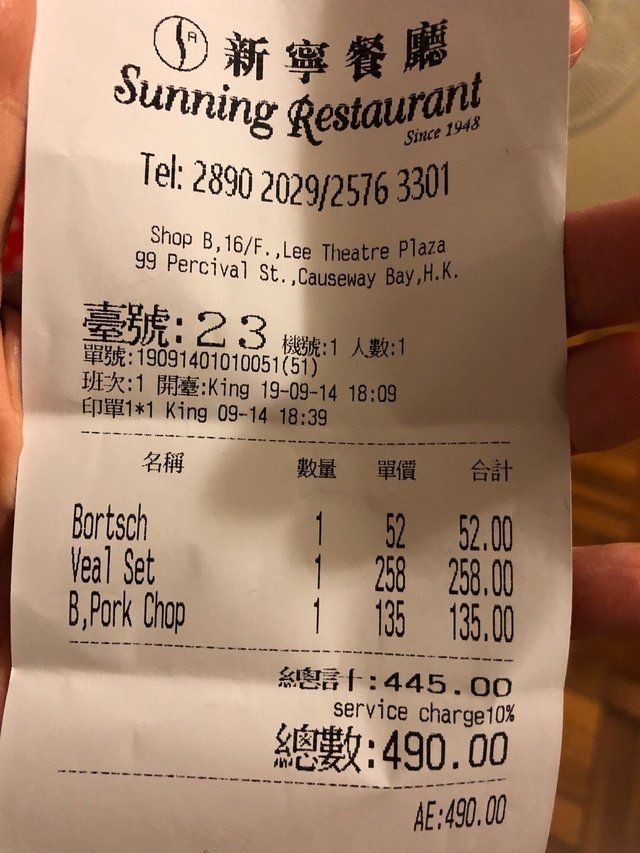 A
新寧餐廳
Sunning Restaurant
Since 1948
Tel: 2890 2029/2576 3301
Shop B,16/F.,Lee Theatre Plaza
99 Percival St.,Causeway Bay,H.K.
臺號:23 機號:1 人數:1
單號:19091401010051(51)
班次:1 開臺:King 19-09-14 18:09
印單1*1 King 09-14 18:39
名稱 數量 單價 合計
Bortsch 1 52 52.00
Veal Set 1 258 258.00
B,Pork Chop 1 135 135.00
總計:445.00
service charge10%
總數:490.00
AE:490.00